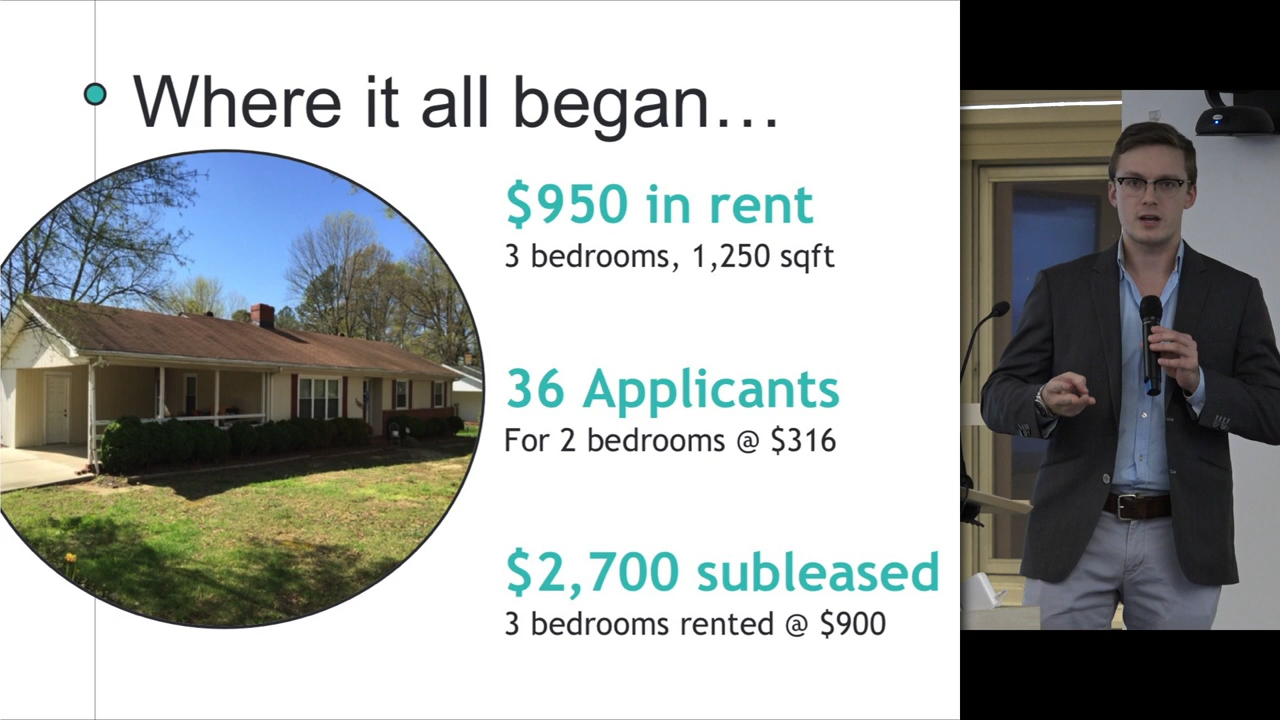 Where it all began…
$950 in rent
3 bedrooms, 1,250 sqft
36 Applicants
For 2 bedrooms @ $316
$2,700 subleased
3 bedrooms rented @ $900